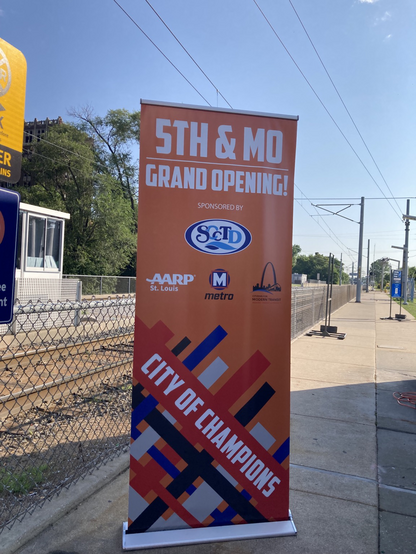 5TH & MO
GRAND OPENING!
SPONSORED BY
SCCTD
AARP
St. Louis
M
metro
CITY OF CHAMPIONS